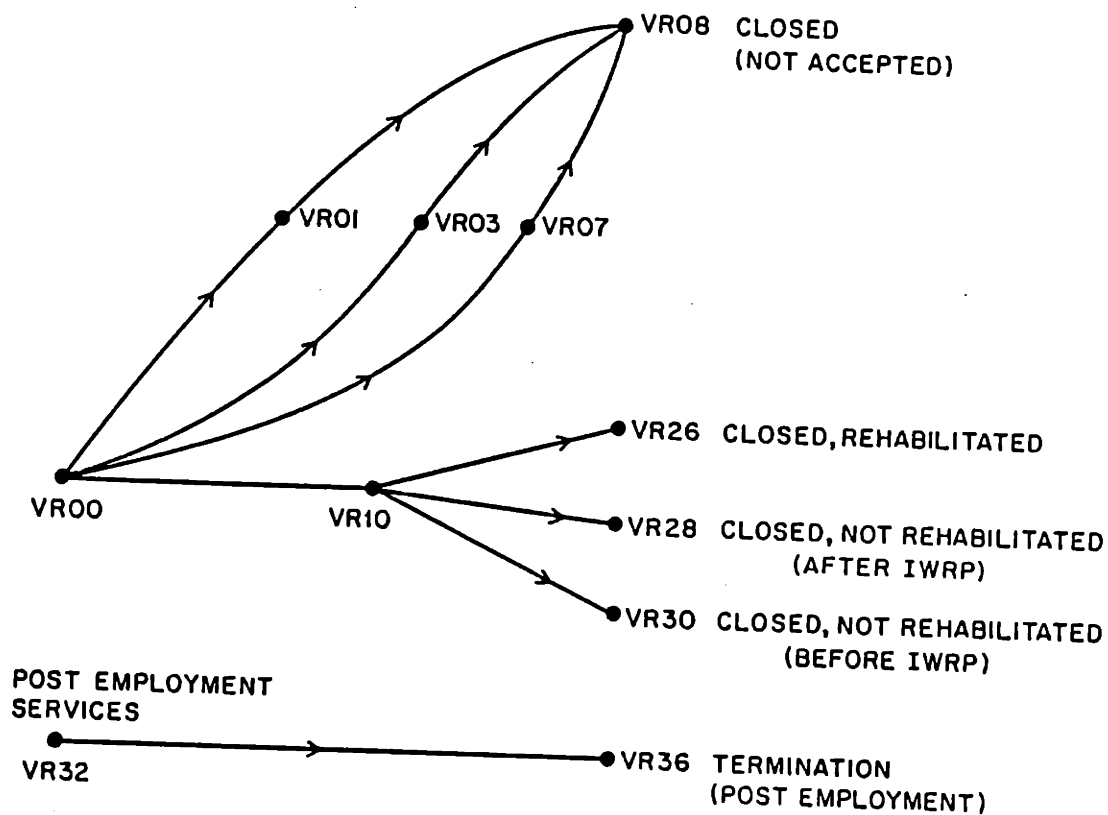 VR08 CLOSED
(NOT ACCEPTED)
VR01
VR03
VR07
VR26 CLOSED, REHABILITATED
VR00
VR10
VR28 CLOSED, NOT REHABILITATED
(AFTER IWRP)
VR30 CLOSED, NOT REHABILITATED
(BEFORE IWRP)
POST EMPLOYMENT
SERVICES
VR32
VR36 TERMINATION
(POST EMPLOYMENT)